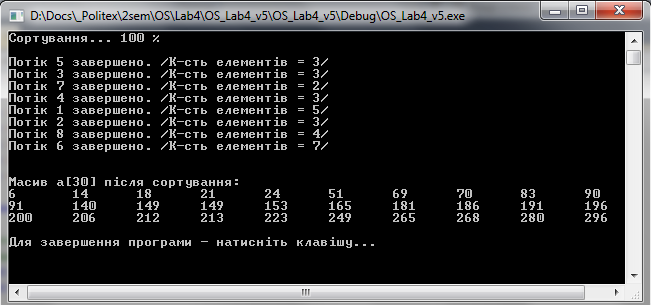 D:\Docs\_Politex\2sem\OS\Lab4\OS_Lab4_v5\OS_Lab4_v5\Debug\OS_Lab4_v5.exe
Сортування... 100 %
Потік 5 завершено. /К-сть елементів = 3/
Потік 3 завершено. /К-сть елементів = 3/
Потік 7 завершено. /К-сть елементів = 2/
Потік 4 завершено. /К-сть елементів = 3/
Потік 1 завершено. /К-сть елементів = 5/
Потік 2 завершено. /К-сть елементів = 3/
Потік 8 завершено. /К-сть елементів = 4/
Потік 6 завершено. /К-сть елементів = 7/
Масив a[30] після сортування:
6 14 18 21 24 51 69 70 83 90
91 140 149 149 153 165 181 186 191 196
200 206 212 213 223 249 265 268 280 296
Для завершення програми - натисніть клавішу...